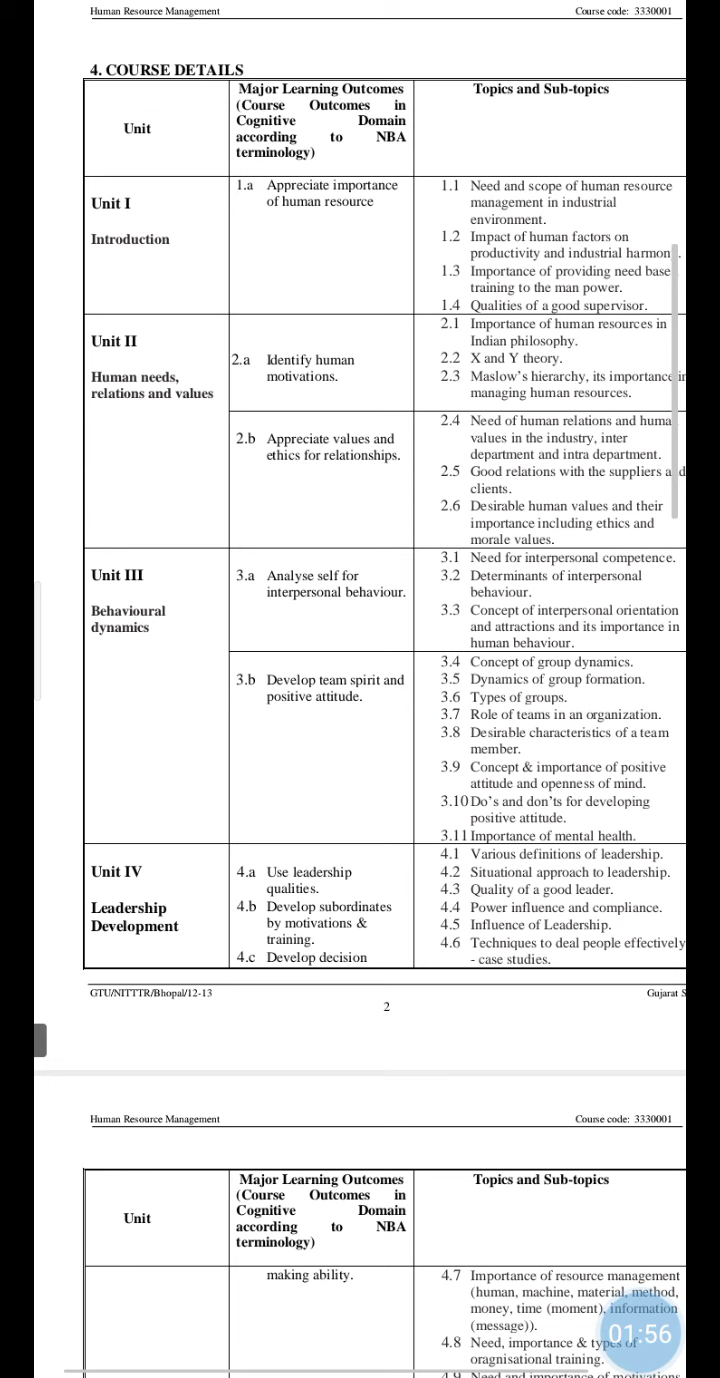 Human Resource Management Course code: 3330001
4. COURSE DETAILS
Unit
Major Learning Outcomes
(Course Outcomes in
Cognitive Domain
according to NBA
terminology)
Topics and Sub-topics
Unit I
Introduction
1.a Appreciate importance
of human resource
1.1 Need and scope of human resource
management in industrial
environment.
1.2 Impact of human factors on
productivity and industrial harmon .
1.3 Importance of providing need base
training to the man power.
1.4 Qualities of a good supervisor.
Unit II
Human needs,
relations and values
2.a Identify human
motivations.
2.1 Importance of human resources in
Indian philosophy.
2.2 X and Y theory.
2.3 Maslow's hierarchy, its importance in
managing human resources.
2.b Appreciate values and
ethics for relationships.
2.4 Need of human relations and huma
values in the industry, inter
department and intra department.
2.5 Good relations with the suppliers a d
clients.
2.6 Desirable human values and their
importance including ethics and
morale values.
Unit III
Behavioural
dynamics
3.a Analyse self for
interpersonal behaviour.
3.1 Need for interpersonal competence.
3.2 Determinants of interpersonal
behaviour.
3.3 Concept of interpersonal orientation
and attractions and its importance in
human behaviour.
3.b Develop team spirit and
positive attitude.
3.4 Concept of group dynamics.
3.5 Dynamics of group formation.
3.6 Types of groups.
3.7 Role of teams in an organization.
3.8 Desirable characteristics of a team
member.
3.9 Concept & importance of positive
attitude and openness of mind.
3.10 Do's and don'ts for developing
positive attitude.
3.11 Importance of mental health.
Unit IV
Leadership
Development
4.a Use leadership
qualities.
4.b Develop subordinates
by motivations &
training.
4.c Develop decision
4.1 Various definitions of leadership.
4.2 Situational approach to leadership.
4.3 Quality of a good leader.
4.4 Power influence and compliance.
4.5 Influence of Leadership.
4.6 Techniques to deal people effectively
- case studies.
GTU/NITTTR/Bhopal/12-13 Gujarat S
2
Human Resource Management Course code: 3330001
Unit
Major Learning Outcomes
(Course Outcomes in
Cognitive Domain
according to NBA
terminology)
Topics and Sub-topics
making ability.
4.7 Importance of resource management
(human, machine, material, method,
money, time (moment), information
(message)).
4.8 Need, importance & types of
oragnisational training.
4.9 Need and importance of motivations
01:56